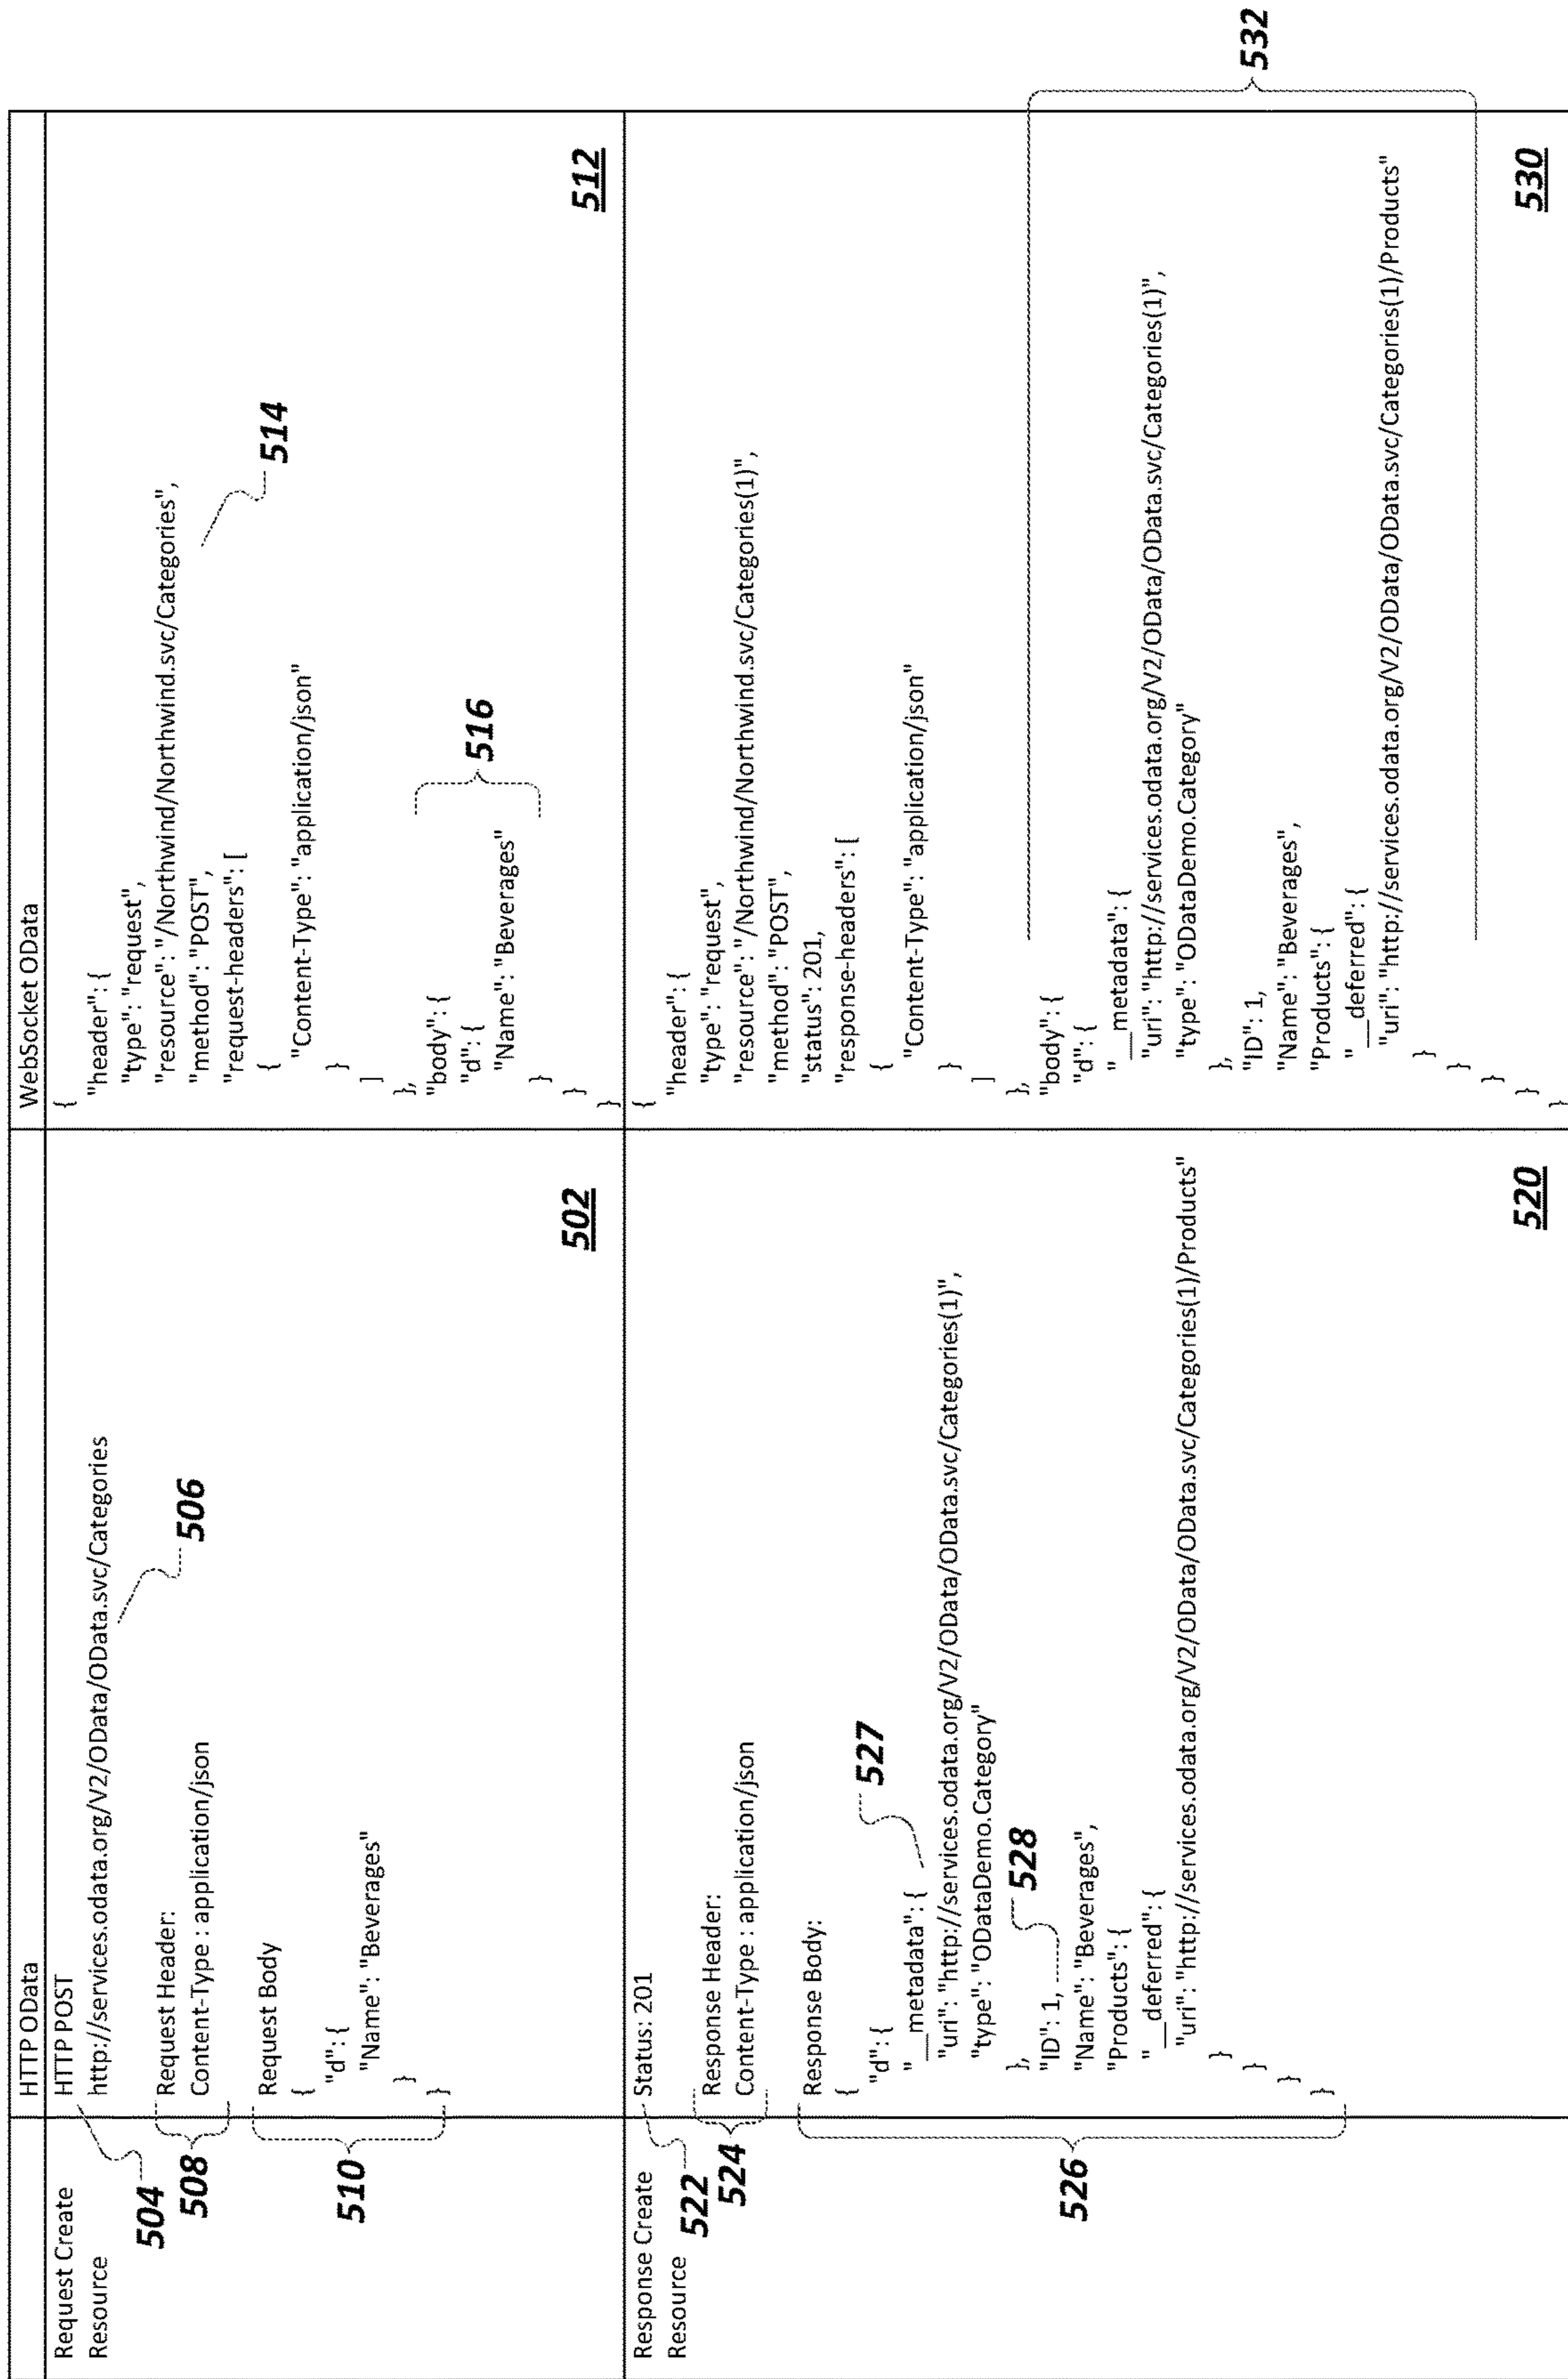 HTTP OData
WebSocket OData
Request Create
Resource
504
508
510
HTTP POST
http://services.odata.org/V2/OData/OData.svc/Categories
506
Request Header:
Content-Type : application/json
Request Body
{
"d": {
"Name": "Beverages"
}
}
502
{
"header": {
"type": "request",
"resource": "/Northwind/Northwind.svc/Categories",
"method": "POST",
514
"request-headers": [
{
"Content-Type": "application/json"
}
]
},
"body": {
516
"d": {
"Name": "Beverages"
}
}
}
512
Response Create
Resource
522
524
526
Status: 201
Response Header:
Content-Type : application/json
Response Body:
{
"d": {
"__metadata": {
527
"uri": "http://services.odata.org/V2/OData/OData.svc/Categories(1)",
"type": "ODataDemo.Category"
},
"ID": 1,
528
"Name": "Beverages",
"Products": {
"__deferred": {
"uri": "http://services.odata.org/V2/OData/OData.svc/Categories(1)/Products"
}
}
}
}
520
{
"header": {
"type": "request",
"resource": "/Northwind/Northwind.svc/Categories(1)",
"method": "POST",
"status": 201,
"response-headers": [
{
"Content-Type": "application/json"
}
]
},
"body": {
"d": {
"__metadata": {
"uri": "http://services.odata.org/V2/OData/OData.svc/Categories(1)",
"type": "ODataDemo.Category"
},
"ID": 1,
"Name": "Beverages",
"Products": {
"__deferred": {
"uri": "http://services.odata.org/V2/OData/OData.svc/Categories(1)/Products"
}
}
}
}
}
532
530